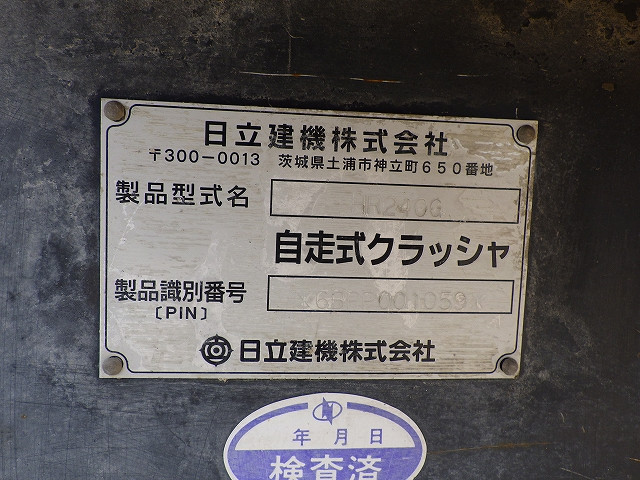 日立建機株式会社
〒300-0013 茨城県土浦市神立町650番地
製品型式名
自走式クラッシャ
製品識別番号
〔PIN〕
日立建機株式会社
年月日
検査済